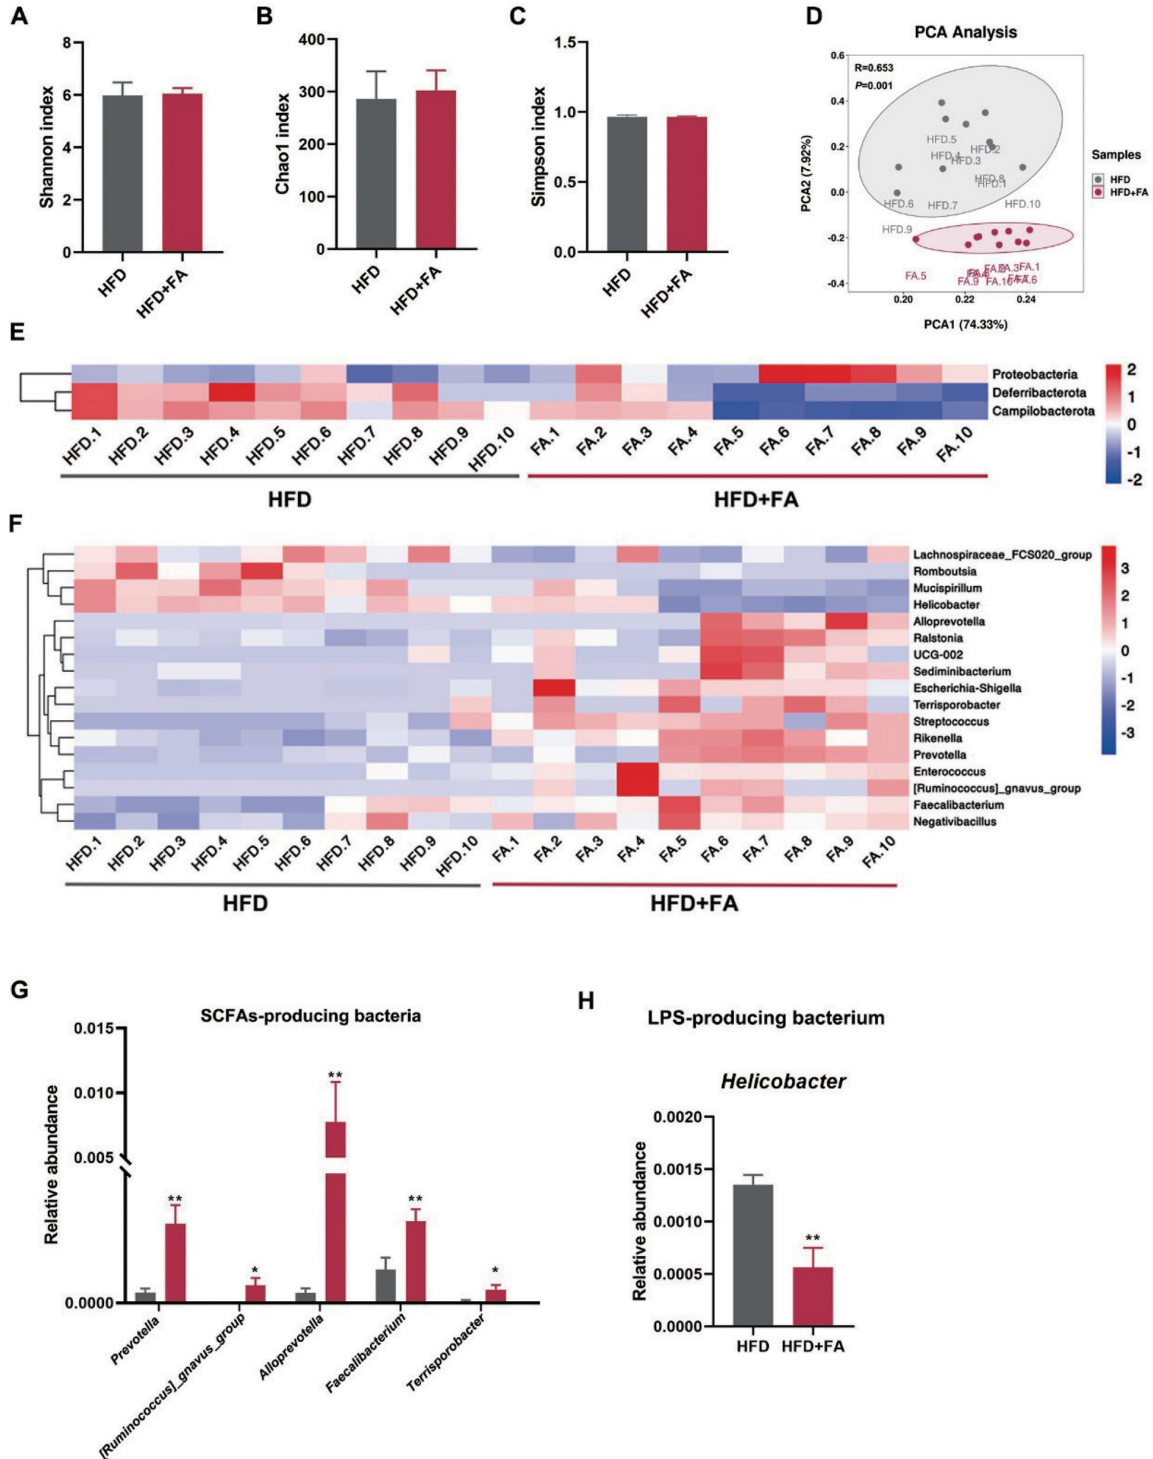 A
Shannon index
8
6
4
2
0
HFD
HFD+FA
B
Chao1 index
400
300
200
100
0
HFD
HFD+FA
C
Simpson index
1.5
1.0
0.5
0.0
HFD
HFD+FA
D
PCA Analysis
R=0.653
P=0.001
PCA2 (7.92%)
0.6
0.4
0.2
0.0
-0.2
-0.4
HFD.5
HFD.2
HFD.4
HFD.3
HFD.8
HFD.1
HFD.6
HFD.7
HFD.10
HFD.9
FA.5
FA.3
FA.1
FA.9
FA.10
FA.6
0.20
0.22
0.24
PCA1 (74.33%)
Samples
HFD
HFD+FA
E
Proteobacteria
Deferribacterota
Campilobacterota
2
1
0
-1
-2
HFD.1
HFD.2
HFD.3
HFD.4
HFD.5
HFD.6
HFD.7
HFD.8
HFD.9
HFD.10
FA.1
FA.2
FA.3
FA.4
FA.5
FA.6
FA.7
FA.8
FA.9
FA.10
HFD
HFD+FA
F
Lachnospiraceae_FCS020_group
Romboutsia
Mucispirillum
Helicobacter
Alloprevotella
Ralstonia
UCG-002
Sediminibacterium
Escherichia-Shigella
Terrisporobacter
Streptococcus
Rikenella
Prevotella
Enterococcus
[Ruminococcus]_gnavus_group
Faecalibacterium
Negativibacillus
3
2
1
0
-1
-2
-3
HFD.1
HFD.2
HFD.3
HFD.4
HFD.5
HFD.6
HFD.7
HFD.8
HFD.9
HFD.10
FA.1
FA.2
FA.3
FA.4
FA.5
FA.6
FA.7
FA.8
FA.9
FA.10
HFD
HFD+FA
G
SCFAs-producing bacteria
Relative abundance
0.015
0.010
0.005
0.0000
**
*
**
**
*
Prevotella
[Ruminococcus]_gnavus_group
Alloprevotella
Faecalibacterium
Terrisporobacter
H
LPS-producing bacterium
Helicobacter
Relative abundance
0.0020
0.0015
0.0010
0.0005
0.0000
**
HFD
HFD+FA